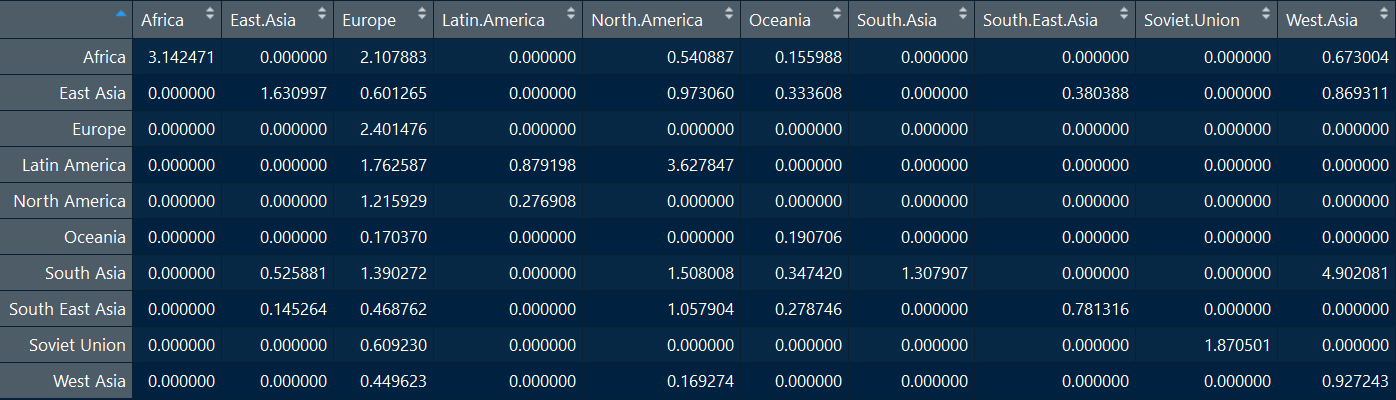 Africa East.Asia Europe Latin.America North.America Oceania South.Asia South.East.Asia Soviet.Union West.Asia
Africa 3.142471 0.000000 2.107883 0.000000 0.540887 0.155988 0.000000 0.000000 0.000000 0.673004
East Asia 0.000000 1.630997 0.601265 0.000000 0.973060 0.333608 0.000000 0.380388 0.000000 0.869311
Europe 0.000000 0.000000 2.401476 0.000000 0.000000 0.000000 0.000000 0.000000 0.000000 0.000000
Latin America 0.000000 0.000000 1.762587 0.879198 3.627847 0.000000 0.000000 0.000000 0.000000 0.000000
North America 0.000000 0.000000 1.215929 0.276908 0.000000 0.000000 0.000000 0.000000 0.000000 0.000000
Oceania 0.000000 0.000000 0.170370 0.000000 0.000000 0.190706 0.000000 0.000000 0.000000 0.000000
South Asia 0.000000 0.525881 1.390272 0.000000 1.508008 0.347420 1.307907 0.000000 0.000000 4.902081
South East Asia 0.000000 0.145264 0.468762 0.000000 1.057904 0.278746 0.000000 0.781316 0.000000 0.000000
Soviet Union 0.000000 0.000000 0.609230 0.000000 0.000000 0.000000 0.000000 0.000000 1.870501 0.000000
West Asia 0.000000 0.000000 0.449623 0.000000 0.169274 0.000000 0.000000 0.000000 0.000000 0.927243